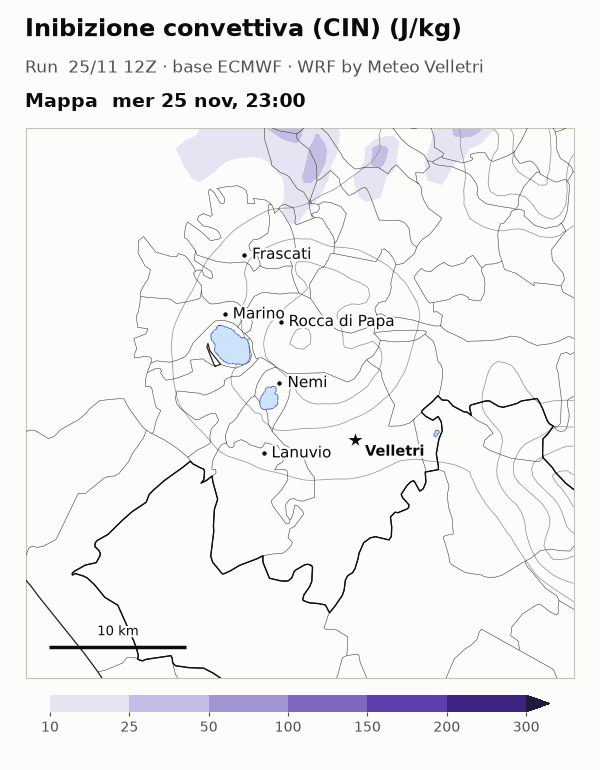 Inibizione convettiva (CIN) (J/kg)
Run  25/11 12Z · base ECMWF · WRF by Meteo Velletri
Mappa  mer 25 nov, 23:00
Frascati
Marino
Rocca di Papa
Nemi
Velletri
Lanuvio
10 km
10 25 50 100 150 200 300